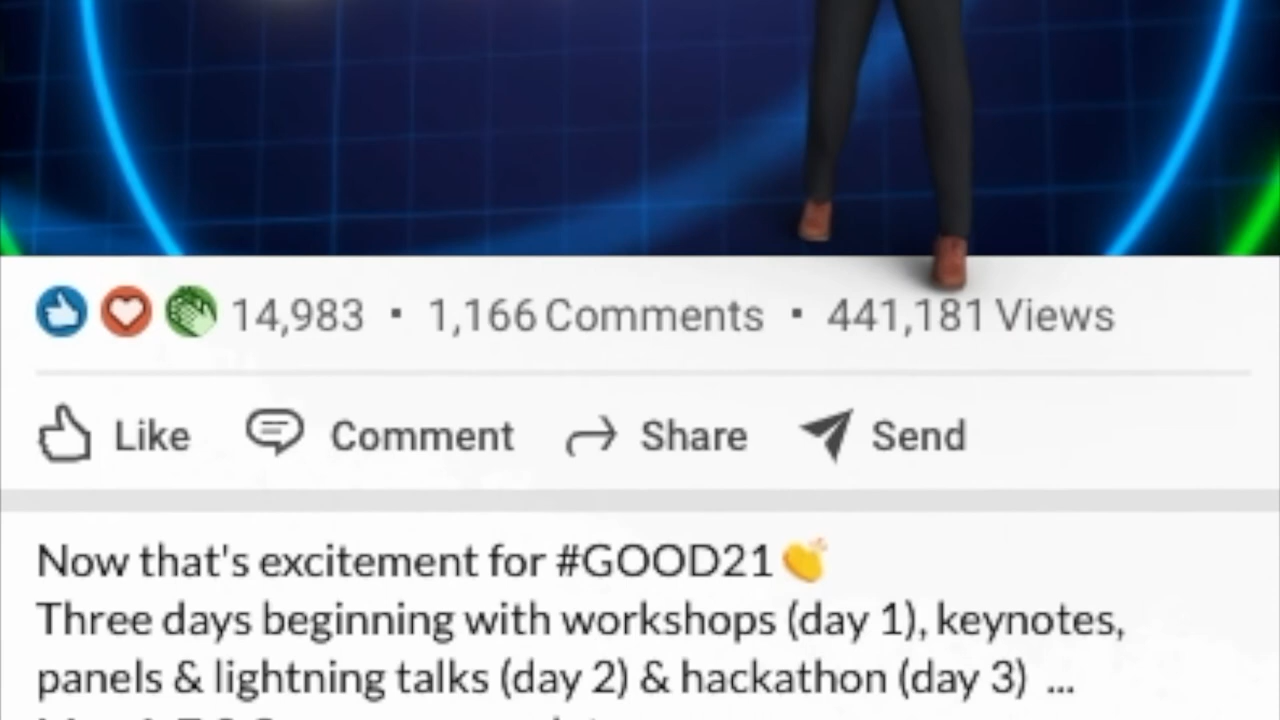 14,983 ▪ 1,166 Comments ▪ 441,181 Views
Like Comment Share Send
Now that's excitement for #GOOD21 👏
Three days beginning with workshops (day 1), keynotes,
panels & lightning talks (day 2) & hackathon (day 3) ...